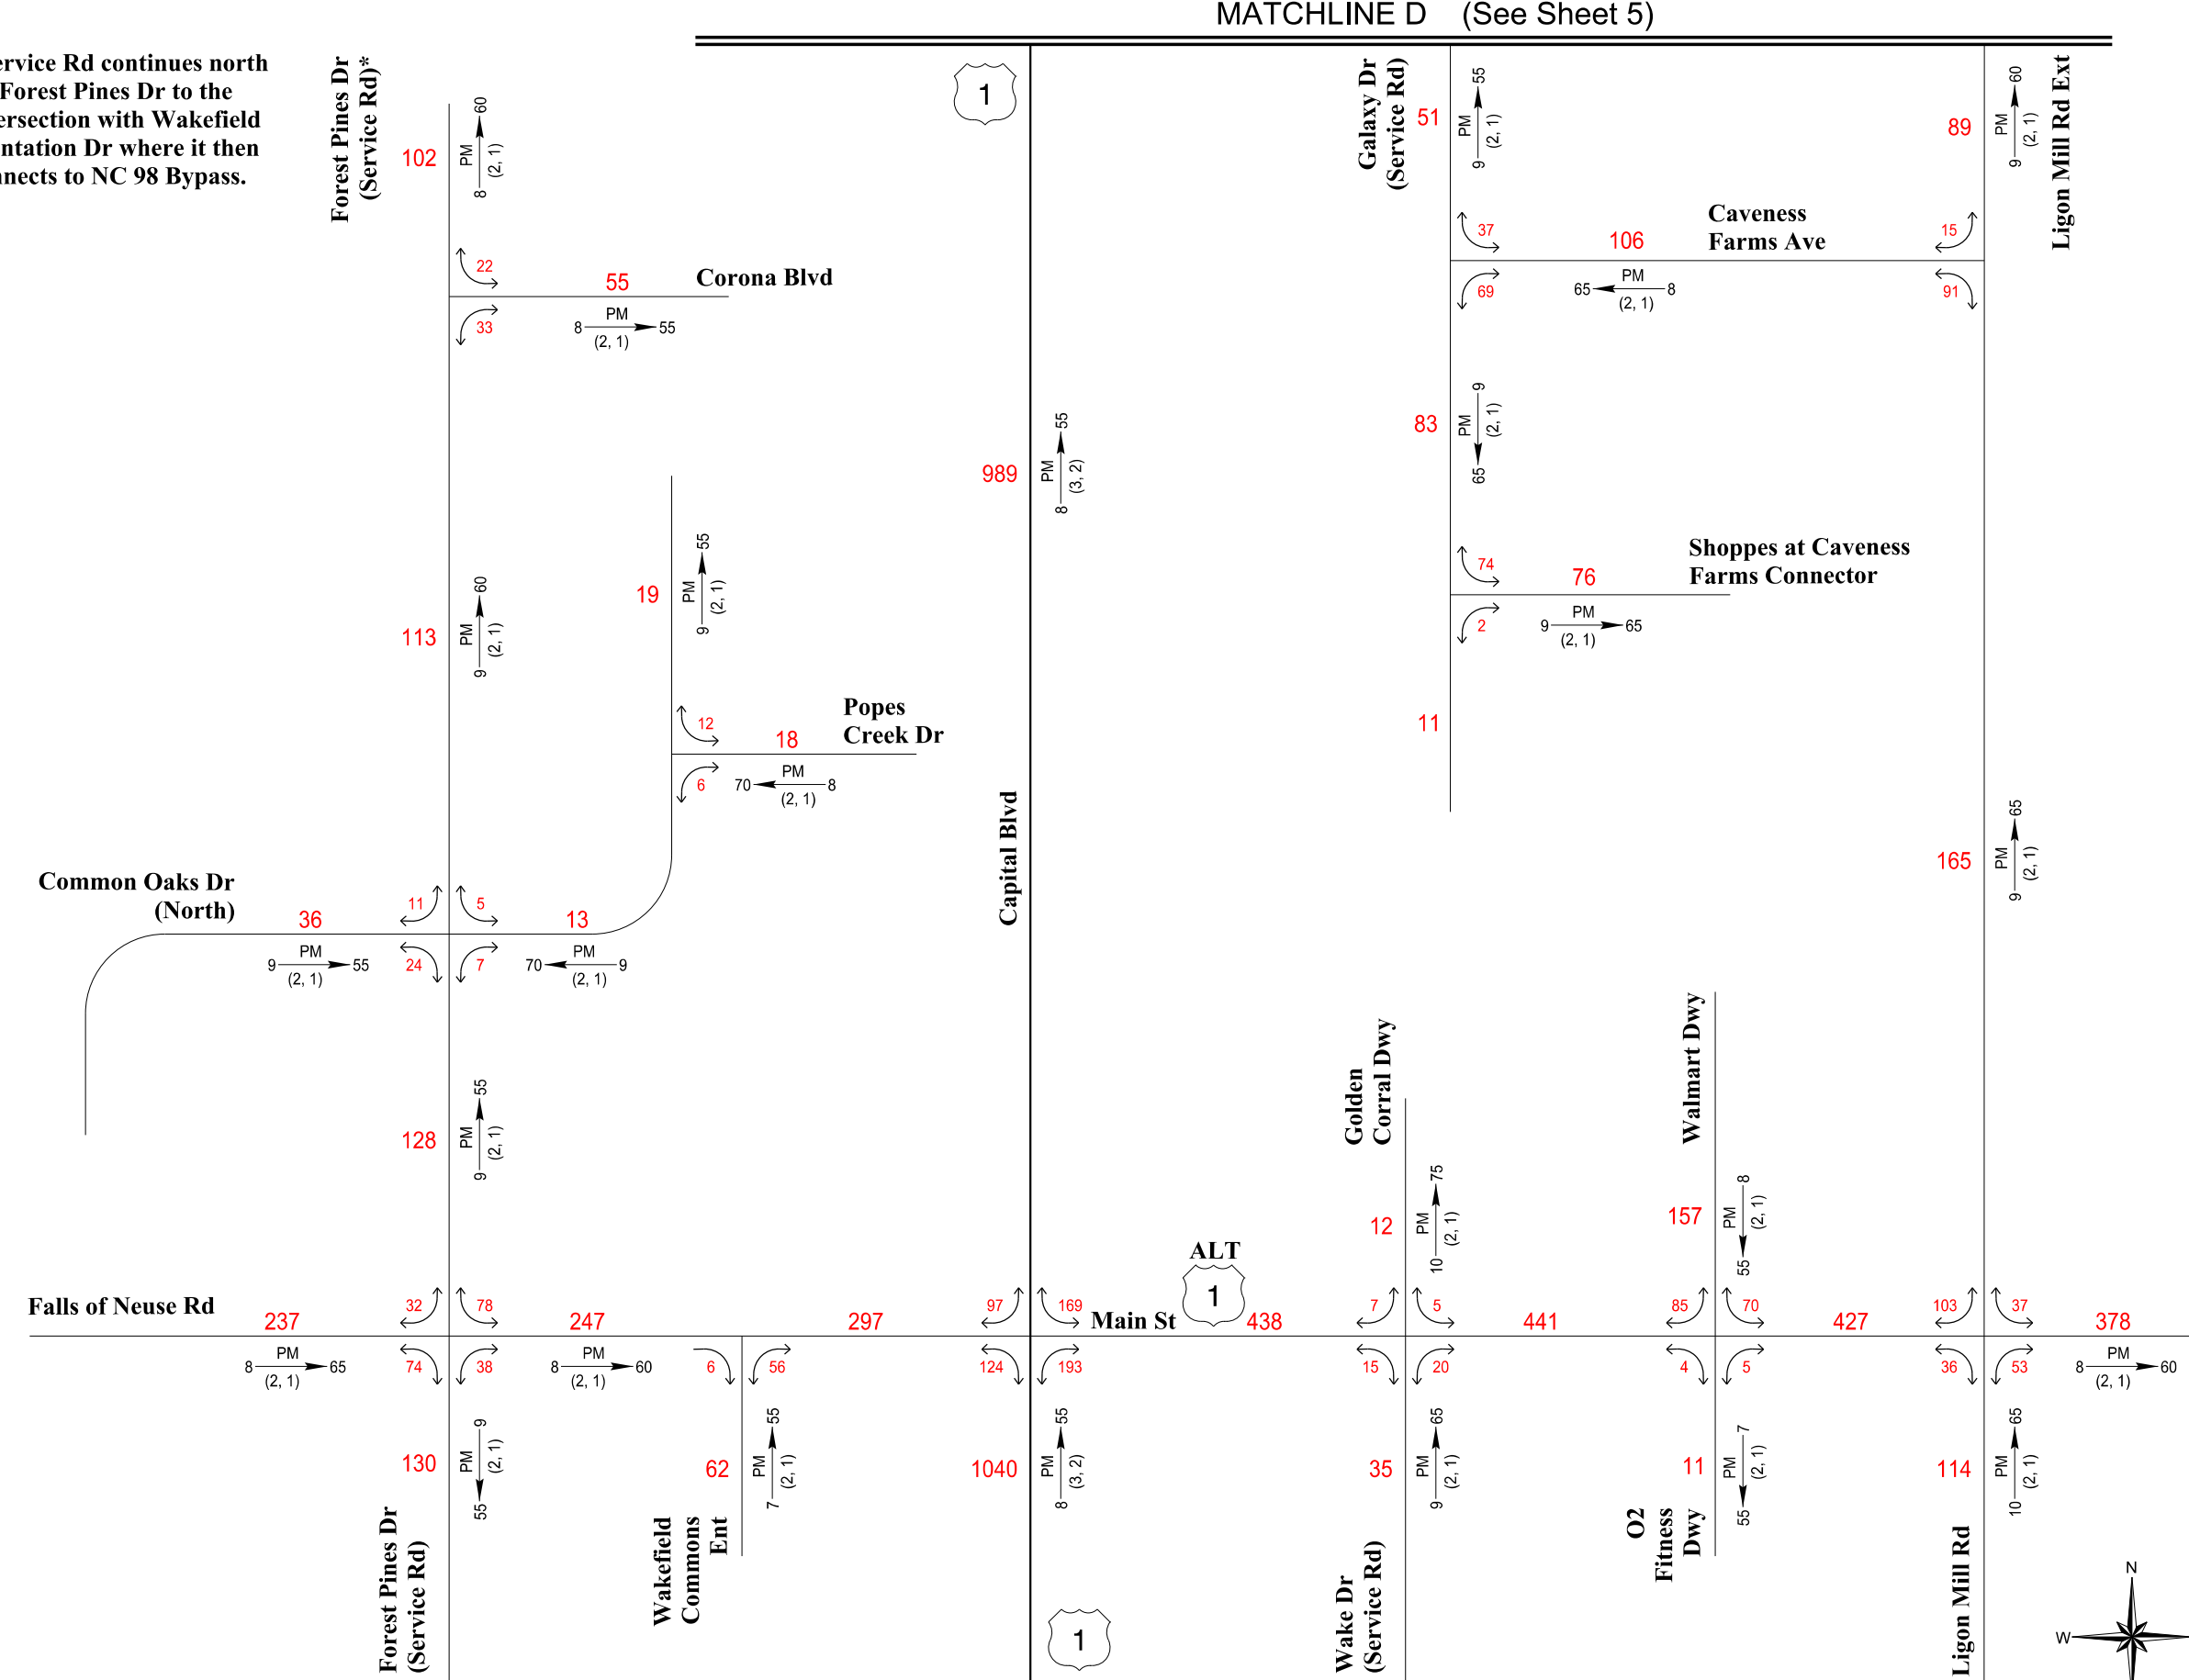 MATCHLINE D (See Sheet 5)
ervice Rd continues north
Forest Pines Dr to the
ersection with Wakefield
ntation Dr where it then
nnects to NC 98 Bypass.
Forest Pines Dr
(Service Rd)*
102
PM
8 60
(2, 1)
1
Galaxy Dr
(Service Rd)
51
PM
9 55
(2, 1)
89
PM
9 60
(2, 1)
Ligon Mill Rd Ext
22
55
Corona Blvd
33
PM
8 55
(2, 1)
37
106
Caveness
Farms Ave
15
69
PM
65 8
(2, 1)
91
989
PM
8 55
(3, 2)
83
PM
9 65
(2, 1)
113
PM
9 60
(2, 1)
19
PM
9 55
(2, 1)
74
76
Shoppes at Caveness
Farms Connector
2
PM
9 65
(2, 1)
12
18
Popes
Creek Dr
6
PM
70 8
(2, 1)
11
Capital Blvd
165
PM
9 65
(2, 1)
Common Oaks Dr
(North)
36
11
5
13
PM
9 55
(2, 1)
24
7
PM
70 9
(2, 1)
128
PM
9 55
(2, 1)
Golden
Corral Dwy
12
PM
10 75
(2, 1)
Walmart Dwy
157
PM
8 55
(2, 1)
Falls of Neuse Rd
237
32
78
247
297
97
169
Main St
ALT
1
438
7
5
441
85
70
427
103
37
378
PM
8 65
(2, 1)
74
38
PM
8 60
(2, 1)
6
56
124
193
15
20
4
5
36
53
PM
8 60
(2, 1)
130
PM
9 55
(2, 1)
Forest Pines Dr
(Service Rd)
62
PM
7 55
(2, 1)
Wakefield
Commons
Ent
1040
PM
8 55
(3, 2)
1
35
PM
9 65
(2, 1)
Wake Dr
(Service Rd)
11
PM
7 55
(2, 1)
O2
Fitness
Dwy
114
PM
10 65
(2, 1)
Ligon Mill Rd
N
W